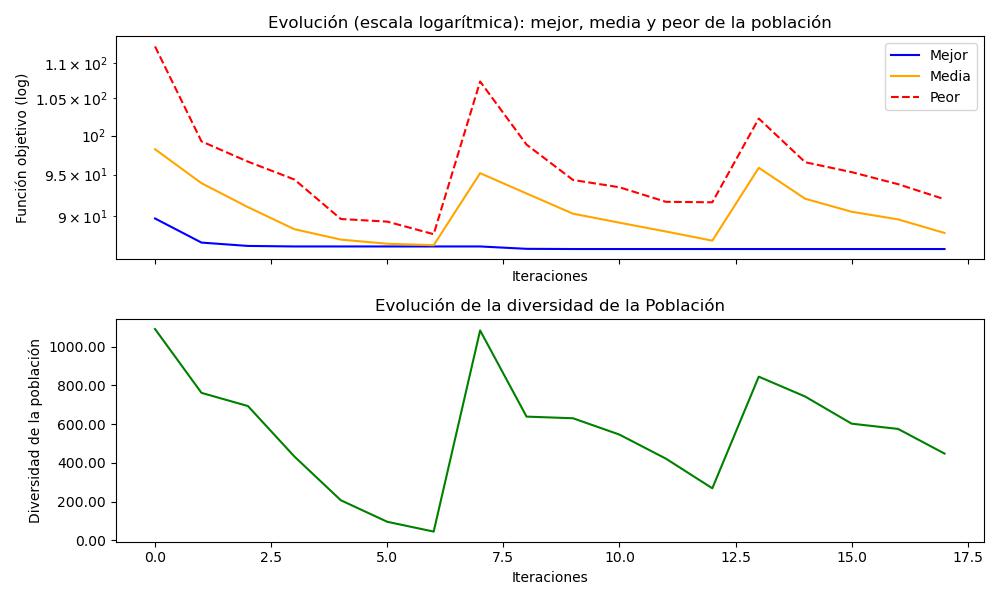 Evolución (escala logarítmica): mejor, media y peor de la población
Función objetivo (log)
1.1 × 10²
1.05 × 10²
10²
9.5 × 10¹
9 × 10¹
Mejor
Media
Peor
Iteraciones
Evolución de la diversidad de la Población
Diversidad de la población
1000.00
800.00
600.00
400.00
200.00
0.00
0.0 2.5 5.0 7.5 10.0 12.5 15.0 17.5
Iteraciones